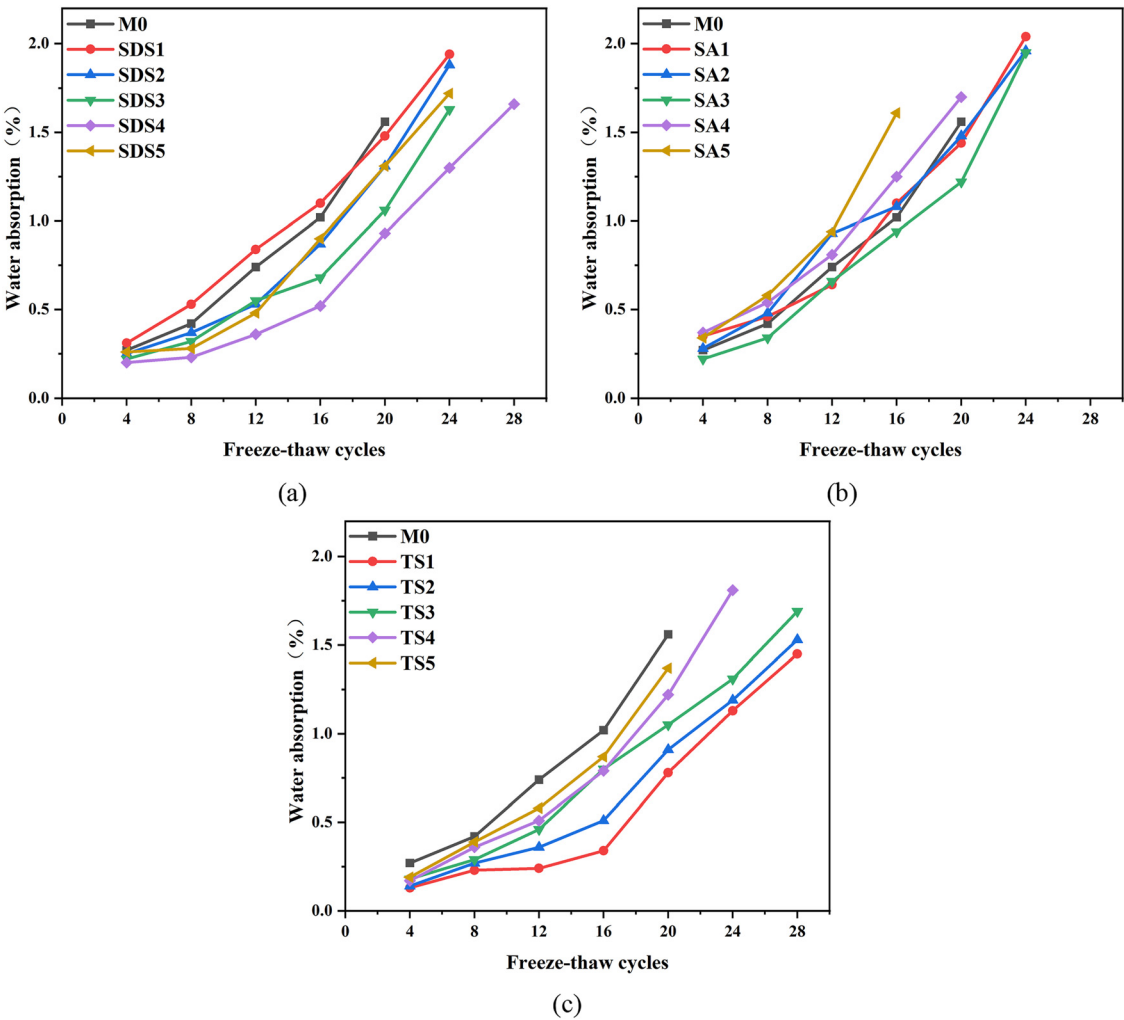 M0
SDS1
SDS2
SDS3
SDS4
SDS5
2.0
1.5
1.0
0.5
0.0
Water absorption（%）
0 4 8 12 16 20 24 28
Freeze-thaw cycles
(a)
M0
SA1
SA2
SA3
SA4
SA5
2.0
1.5
1.0
0.5
0.0
Water absorption（%）
0 4 8 12 16 20 24 28
Freeze-thaw cycles
(b)
M0
TS1
TS2
TS3
TS4
TS5
2.0
1.5
1.0
0.5
0.0
Water absorption（%）
0 4 8 12 16 20 24 28
Freeze-thaw cycles
(c)